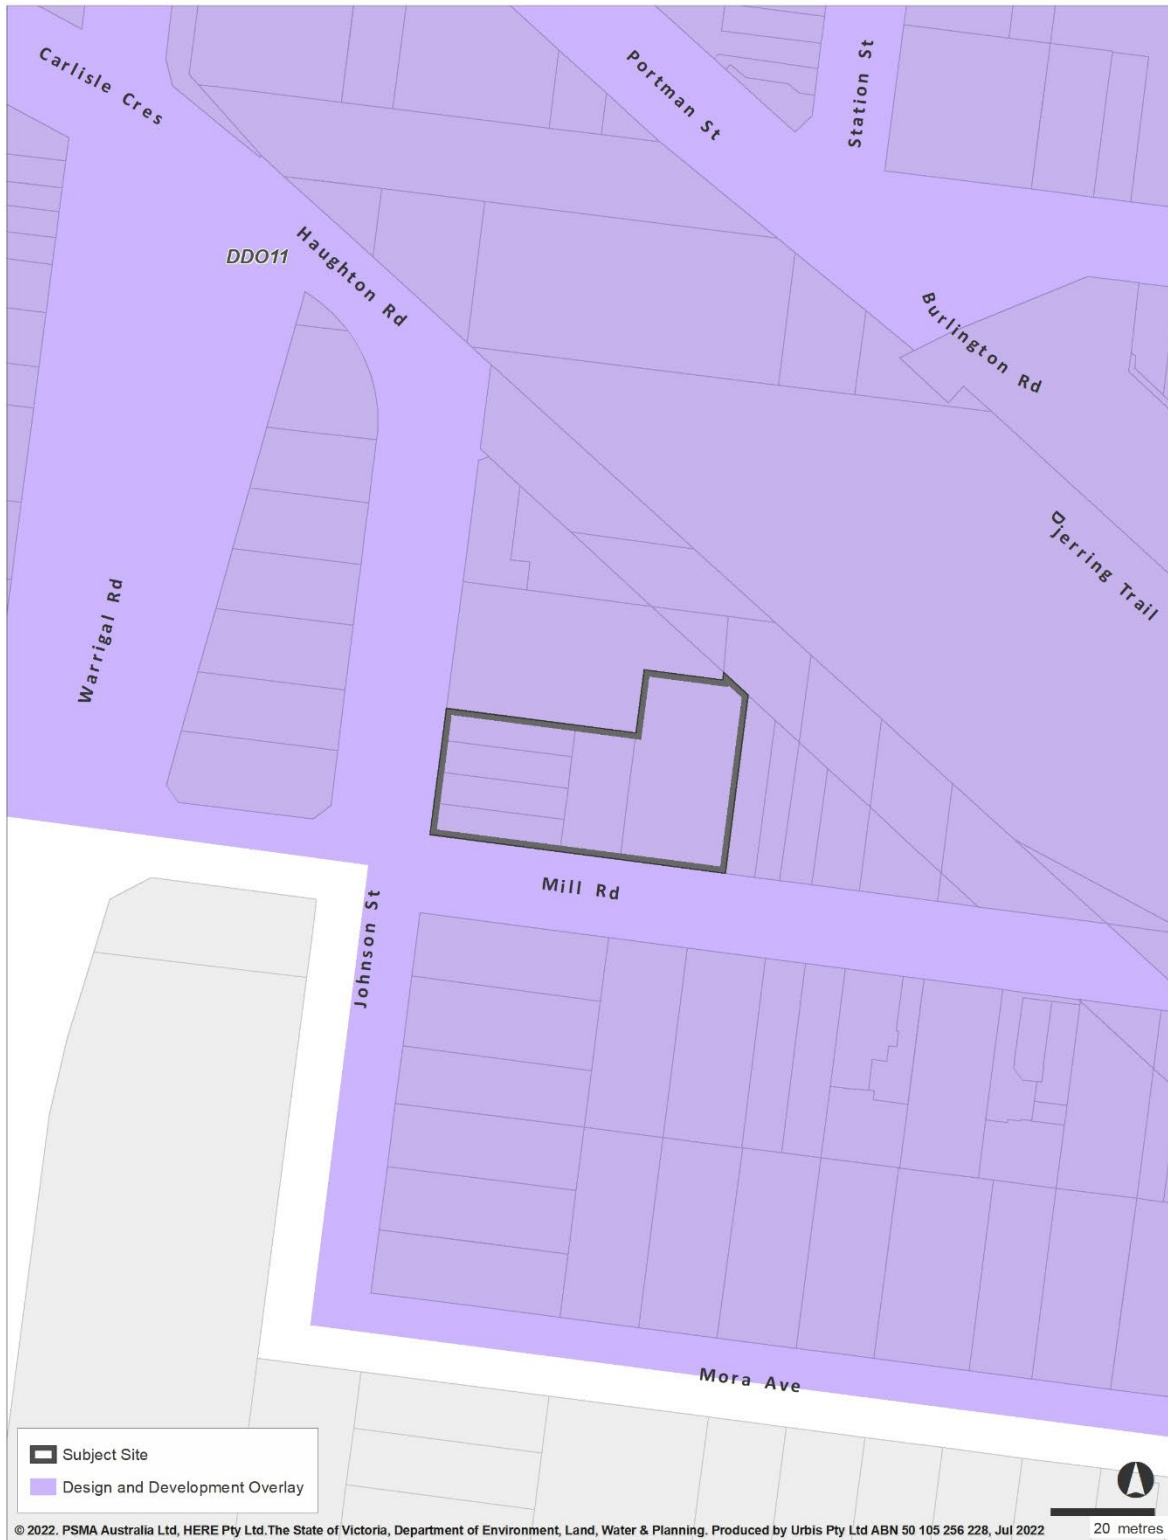 Carlisle Cres
Portman St
Station St
DDO11
Haughton Rd
Burlington Rd
Djerring Trail
Warrigal Rd
Mill Rd
Johnson St
Mora Ave
Subject Site
Design and Development Overlay
© 2022. PSMA Australia Ltd, HERE Pty Ltd.The State of Victoria, Department of Environment, Land, Water & Planning. Produced by Urbis Pty Ltd ABN 50 105 256 228, Jul 2022
20 metres